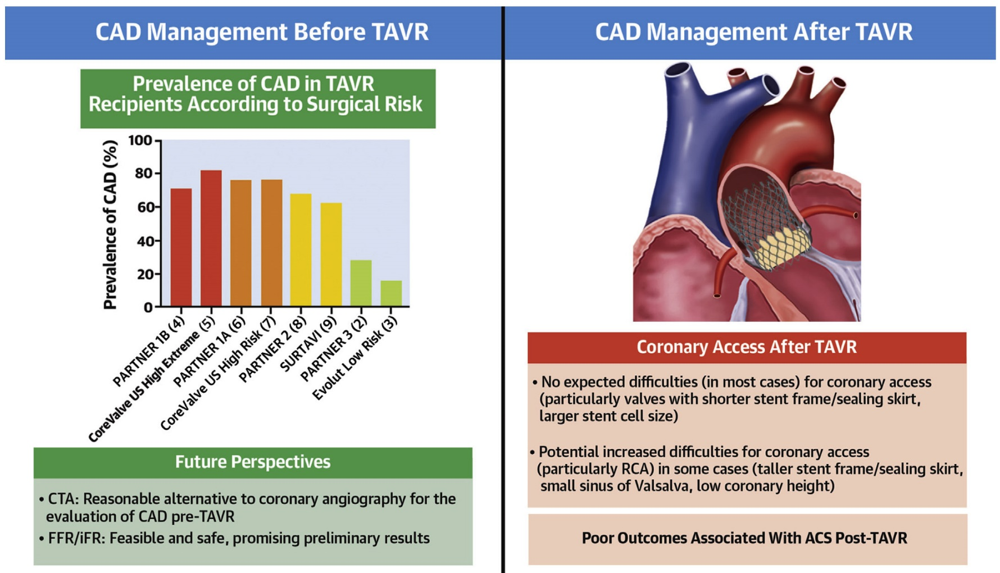 CAD Management Before TAVR
Prevalence of CAD in TAVR
Recipients According to Surgical Risk
Prevalence of CAD (%)
100
80
60
40
20
0
PARTNER 1B (4)
CoreValve US High Extreme (5)
PARTNER 1A (6)
CoreValve US High Risk (7)
PARTNER 2 (8)
SURTAVI (9)
PARTNER 3 (2)
Evolut Low Risk (3)
Future Perspectives
• CTA: Reasonable alternative to coronary angiography for the
evaluation of CAD pre-TAVR
• FFR/iFR: Feasible and safe, promising preliminary results
CAD Management After TAVR
Coronary Access After TAVR
• No expected difficulties (in most cases) for coronary access
(particularly valves with shorter stent frame/sealing skirt,
larger stent cell size)
• Potential increased difficulties for coronary access
(particularly RCA) in some cases (taller stent frame/sealing skirt,
small sinus of Valsalva, low coronary height)
Poor Outcomes Associated With ACS Post-TAVR